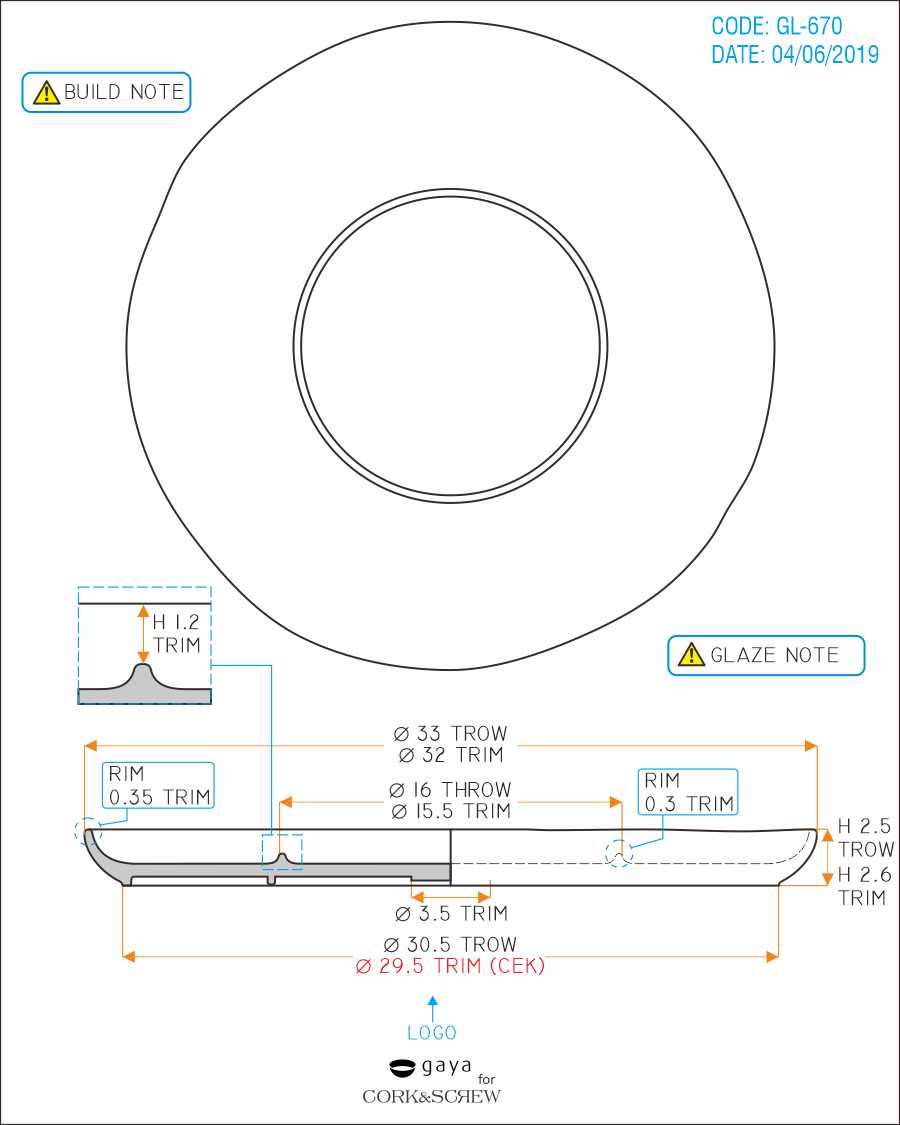 CODE: GL-670
DATE: 04/06/2019
BUILD NOTE
H 1.2
TRIM
GLAZE NOTE
Ø 33 TROW
Ø 32 TRIM
RIM
0.35 TRIM
Ø 16 THROW
Ø 15.5 TRIM
RIM
0.3 TRIM
H 2.5
TROW
H 2.6
TRIM
Ø 3.5 TRIM
Ø 30.5 TROW
Ø 29.5 TRIM (CEK)
LOGO
gaya
for
CORK&SCREW